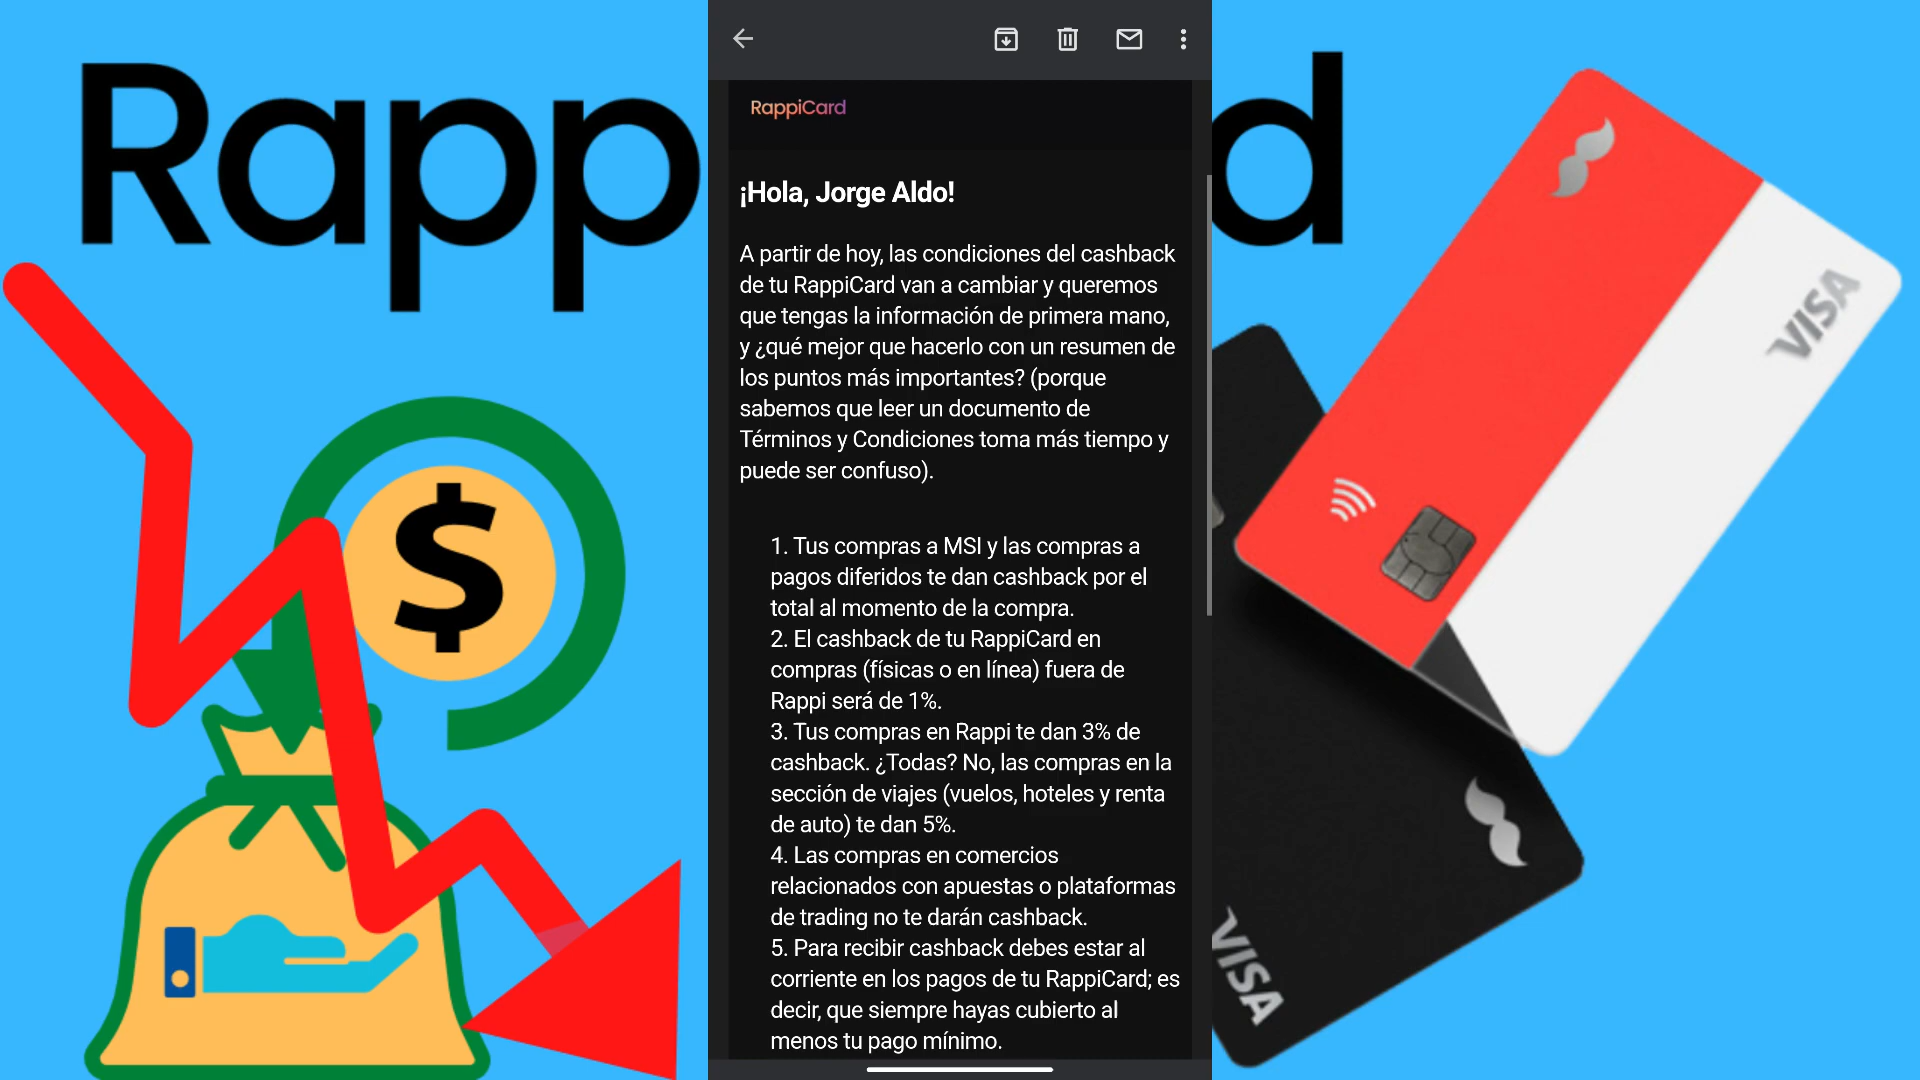 Rapp
d
RappiCard
¡Hola, Jorge Aldo!
A partir de hoy, las condiciones del cashback
de tu RappiCard van a cambiar y queremos
que tengas la información de primera mano,
y ¿qué mejor que hacerlo con un resumen de
los puntos más importantes? (porque
sabemos que leer un documento de
Términos y Condiciones toma más tiempo y
puede ser confuso).
1. Tus compras a MSI y las compras a
pagos diferidos te dan cashback por el
total al momento de la compra.
2. El cashback de tu RappiCard en
compras (físicas o en línea) fuera de
Rappi será de 1%.
3. Tus compras en Rappi te dan 3% de
cashback. ¿Todas? No, las compras en la
sección de viajes (vuelos, hoteles y renta
de auto) te dan 5%.
4. Las compras en comercios
relacionados con apuestas o plataformas
de trading no te darán cashback.
5. Para recibir cashback debes estar al
corriente en los pagos de tu RappiCard; es
decir, que siempre hayas cubierto al
menos tu pago mínimo.
$
VISA
VISA